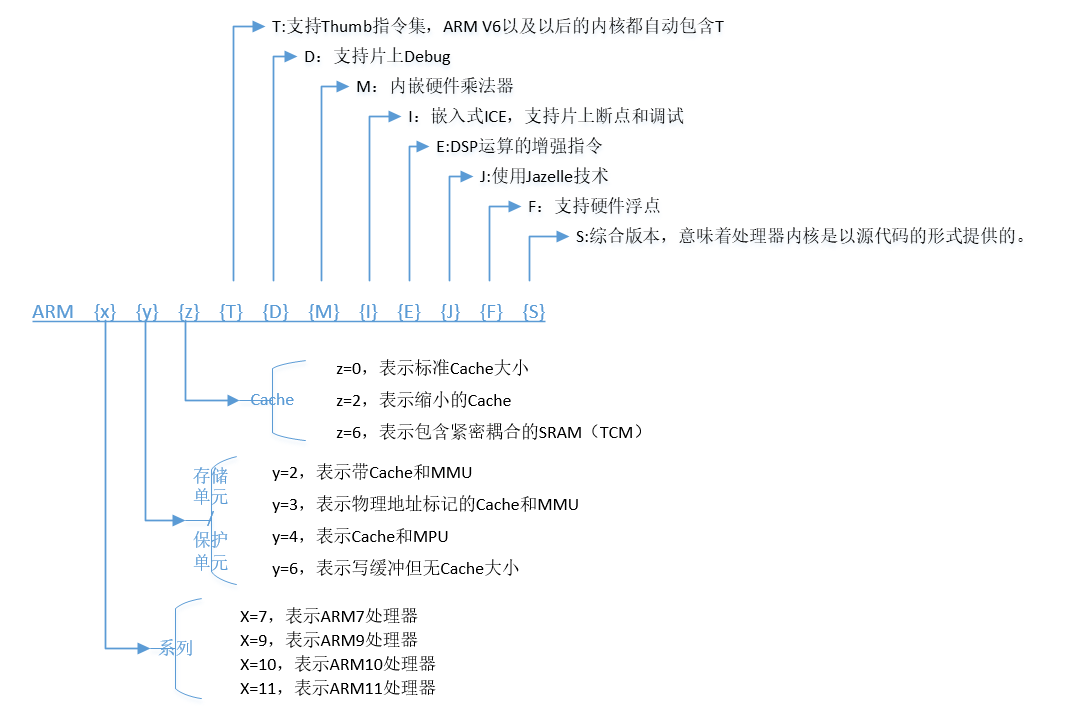 T:支持Thumb指令集，ARM V6以及以后的内核都自动包含T
D：支持片上Debug
M：内嵌硬件乘法器
I：嵌入式ICE，支持片上断点和调试
E:DSP运算的增强指令
J:使用Jazelle技术
F：支持硬件浮点
S:综合版本，意味着处理器内核是以源代码的形式提供的。
ARM {x} {y} {z} {T} {D} {M} {I} {E} {J} {F} {S}
Cache
z=0，表示标准Cache大小
z=2，表示缩小的Cache
z=6，表示包含紧密耦合的SRAM（TCM）
存储
单元
/
保护
单元
y=2，表示带Cache和MMU
y=3，表示物理地址标记的Cache和MMU
y=4，表示Cache和MPU
y=6，表示写缓冲但无Cache大小
系列
X=7，表示ARM7处理器
X=9，表示ARM9处理器
X=10，表示ARM10处理器
X=11，表示ARM11处理器